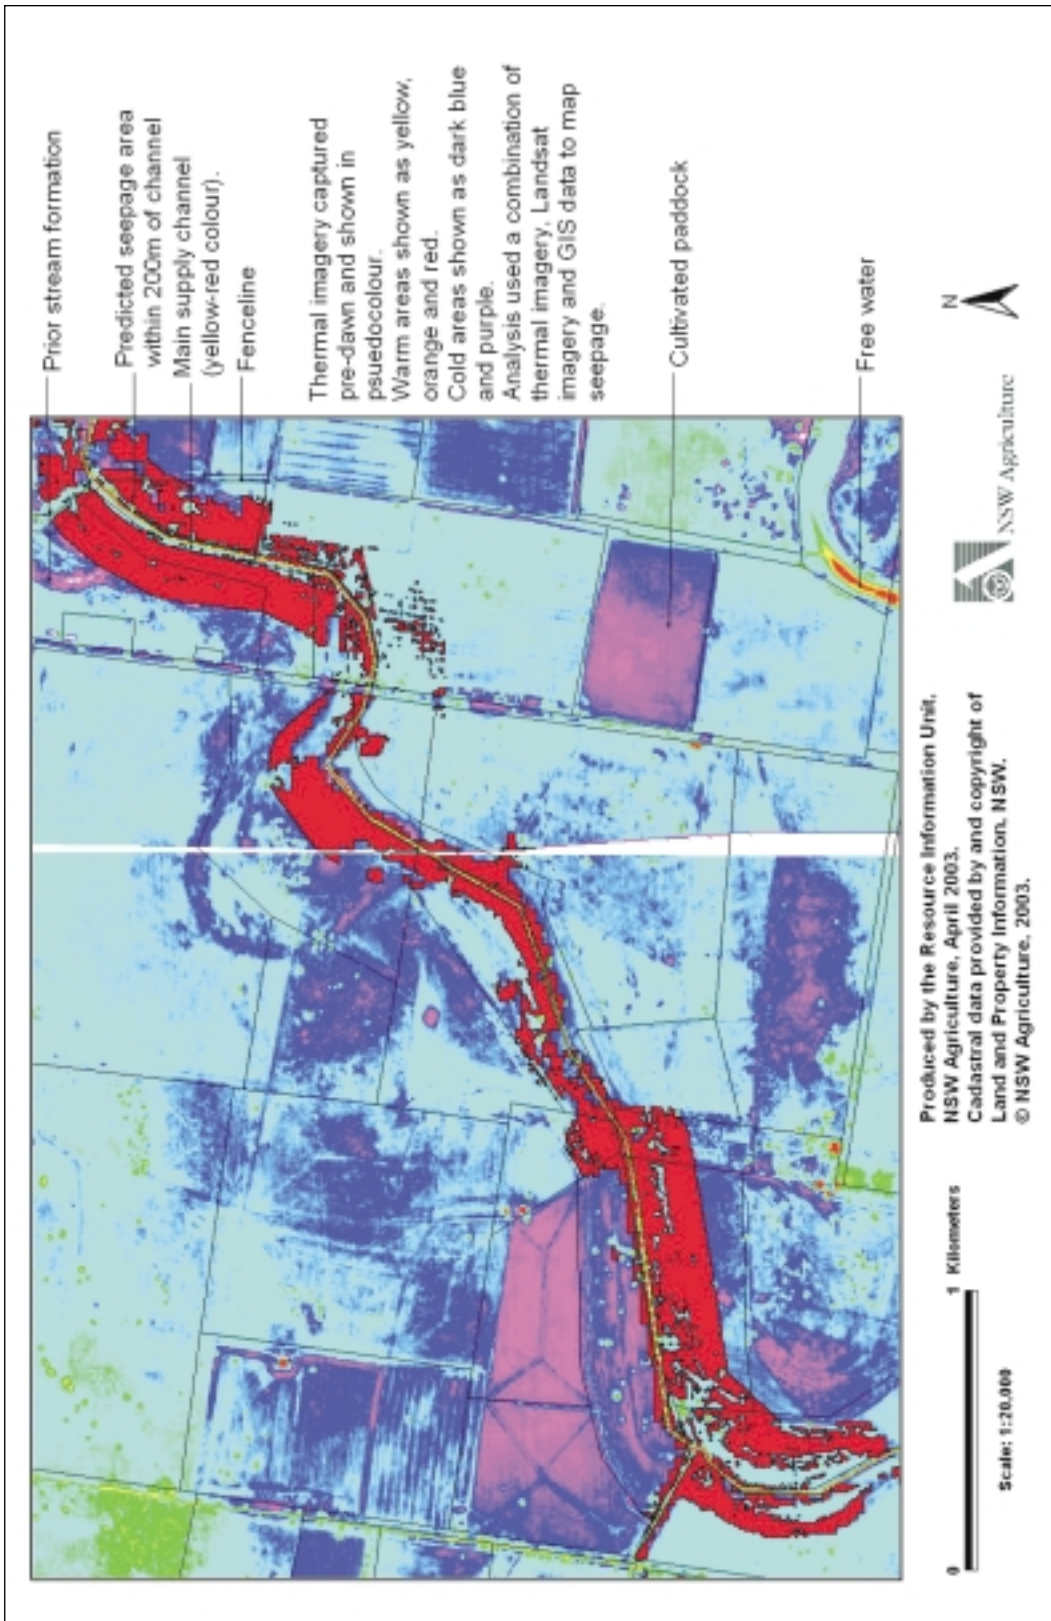 Prior stream formation
Predicted seepage area
within 200m of channel
Main supply channel
(yellow-red colour).
Fenceline
Thermal imagery captured
pre-dawn and shown in
psuedocolour.
Warm areas shown as yellow,
orange and red.
Cold areas shown as dark blue
and purple.
Analysis used a combination of
thermal imagery, Landsat
imagery and GIS data to map
seepage.
Cultivated paddock
Free water
N
NSW Agriculture
Produced by the Resource Information Unit,
NSW Agriculture, April 2003.
Cadastral data provided by and copyright of
Land and Property Information, NSW.
© NSW Agriculture, 2003.
0 1 Kilometers
Scale: 1:20,000